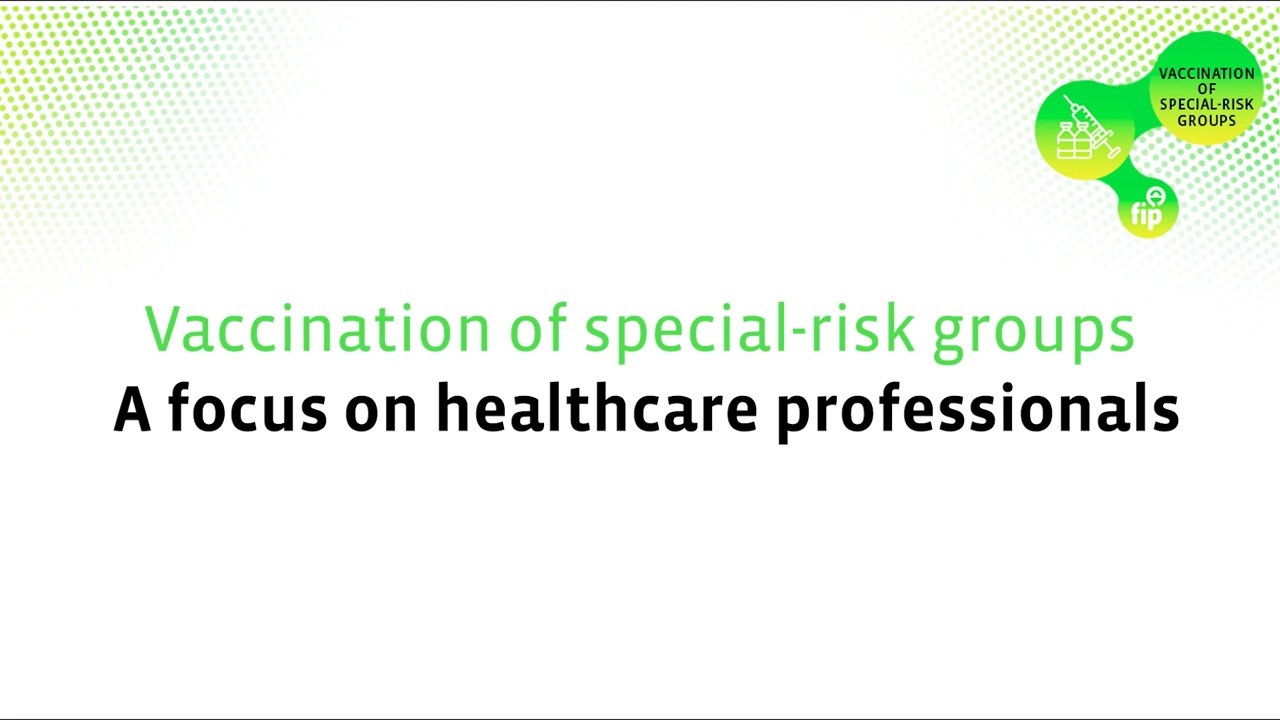 VACCINATION
OF
SPECIAL-RISK
GROUPS
fip
Vaccination of special-risk groups
A focus on healthcare professionals